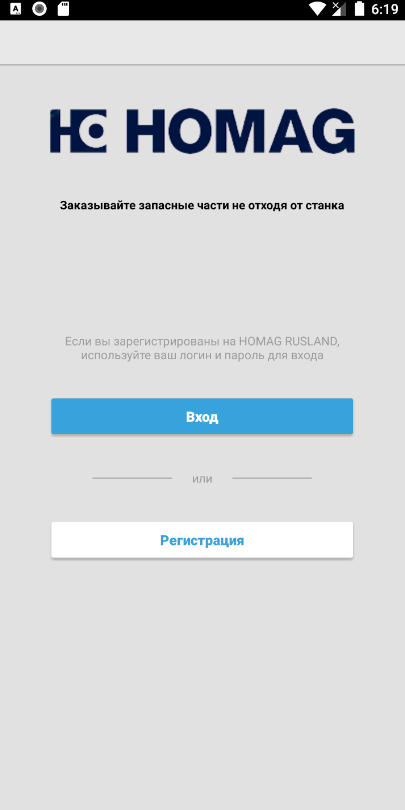 A
6:19
HOMAG
Заказывайте запасные части не отходя от станка
Если вы зарегистрированы на HOMAG RUSLAND,
используйте ваш логин и пароль для входа
Вход
или
Регистрация